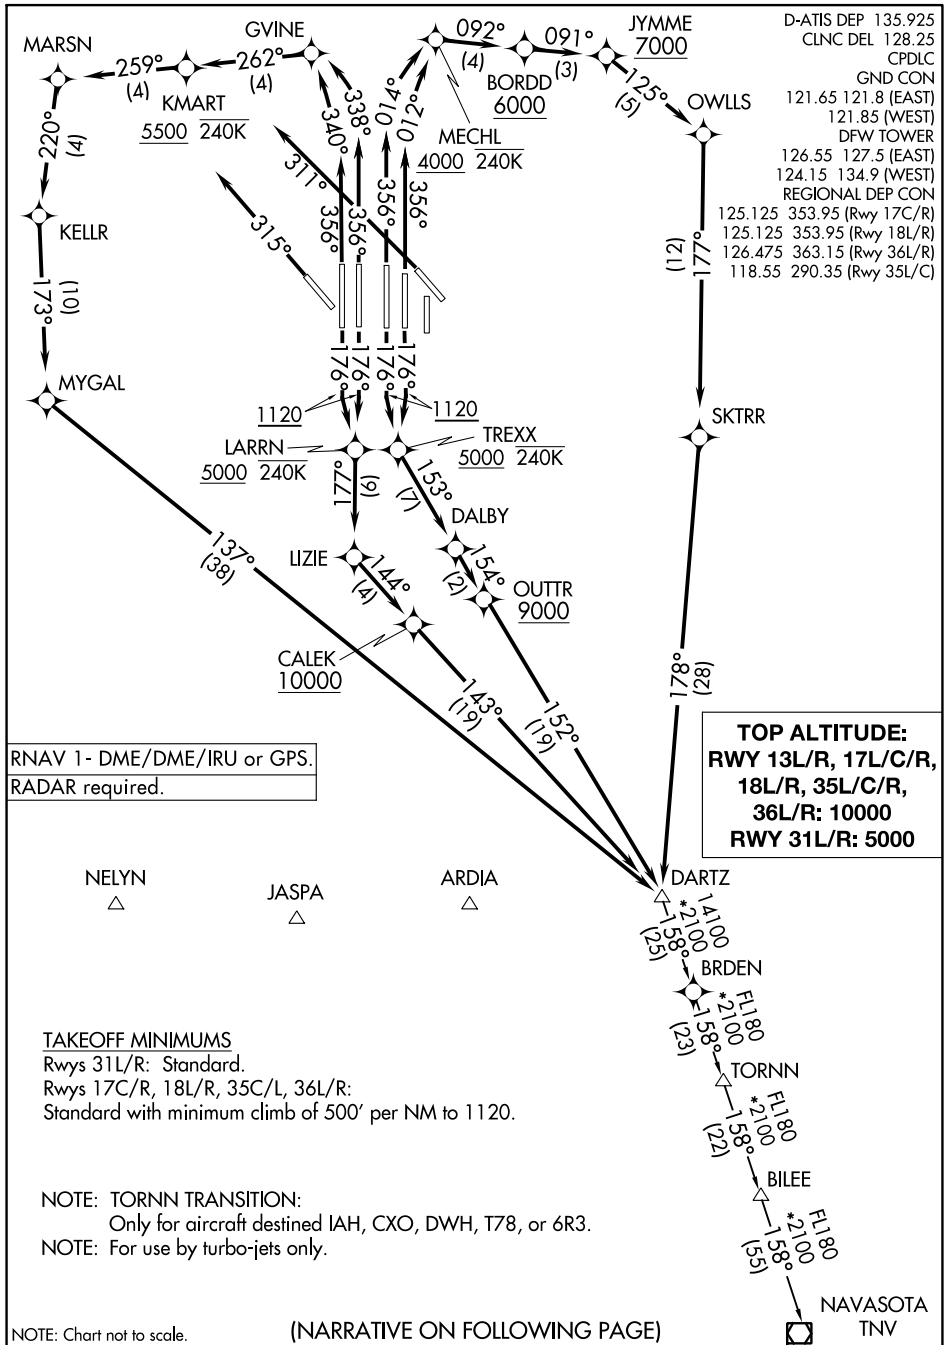 D-ATIS DEP 135.925
CLNC DEL 128.25
CPDLC
GND CON
121.65 121.8 (EAST)
121.85 (WEST)
DFW TOWER
126.55 127.5 (EAST)
124.15 134.9 (WEST)
REGIONAL DEP CON
125.125 353.95 (Rwy 17C/R)
125.125 353.95 (Rwy 18L/R)
126.475 363.15 (Rwy 36L/R)
118.55 290.35 (Rwy 35L/C)
MARSN
259°
(4)
KMART
5500 240K
262°
(4)
GVINE
338°
340°
014°
012°
092°
(4)
MECHL
4000 240K
BORDD
6000
091°
(3)
JYMME
7000
125°
(5)
OWLLS
220°
(4)
KELLR
173°
(10)
MYGAL
315°
311°
356°
356°
356°
356°
177°
(12)
176°
176°
176°
176°
1120
1120
LARRN
5000 240K
TREXX
5000 240K
SKTRR
177°
(9)
153°
(7)
DALBY
LIZIE
144°
(4)
154°
(2)
OUTTR
9000
137°
(38)
CALEK
10000
143°
(19)
152°
(19)
178°
(28)
TOP ALTITUDE:
RWY 13L/R, 17L/C/R,
18L/R, 35L/C/R,
36L/R: 10000
RWY 31L/R: 5000
RNAV 1- DME/DME/IRU or GPS.
RADAR required.
NELYN
JASPA
ARDIA
DARTZ
14100
*2100
158°
(25)
BRDEN
FL180
*2100
158°
(23)
TORNN
FL180
*2100
158°
(22)
BILEE
FL180
*2100
158°
(55)
NAVASOTA
TNV
TAKEOFF MINIMUMS
Rwys 31L/R: Standard.
Rwys 17C/R, 18L/R, 35C/L, 36L/R:
Standard with minimum climb of 500' per NM to 1120.
NOTE: TORNN TRANSITION:
Only for aircraft destined IAH, CXO, DWH, T78, or 6R3.
NOTE: For use by turbo-jets only.
NOTE: Chart not to scale.
(NARRATIVE ON FOLLOWING PAGE)